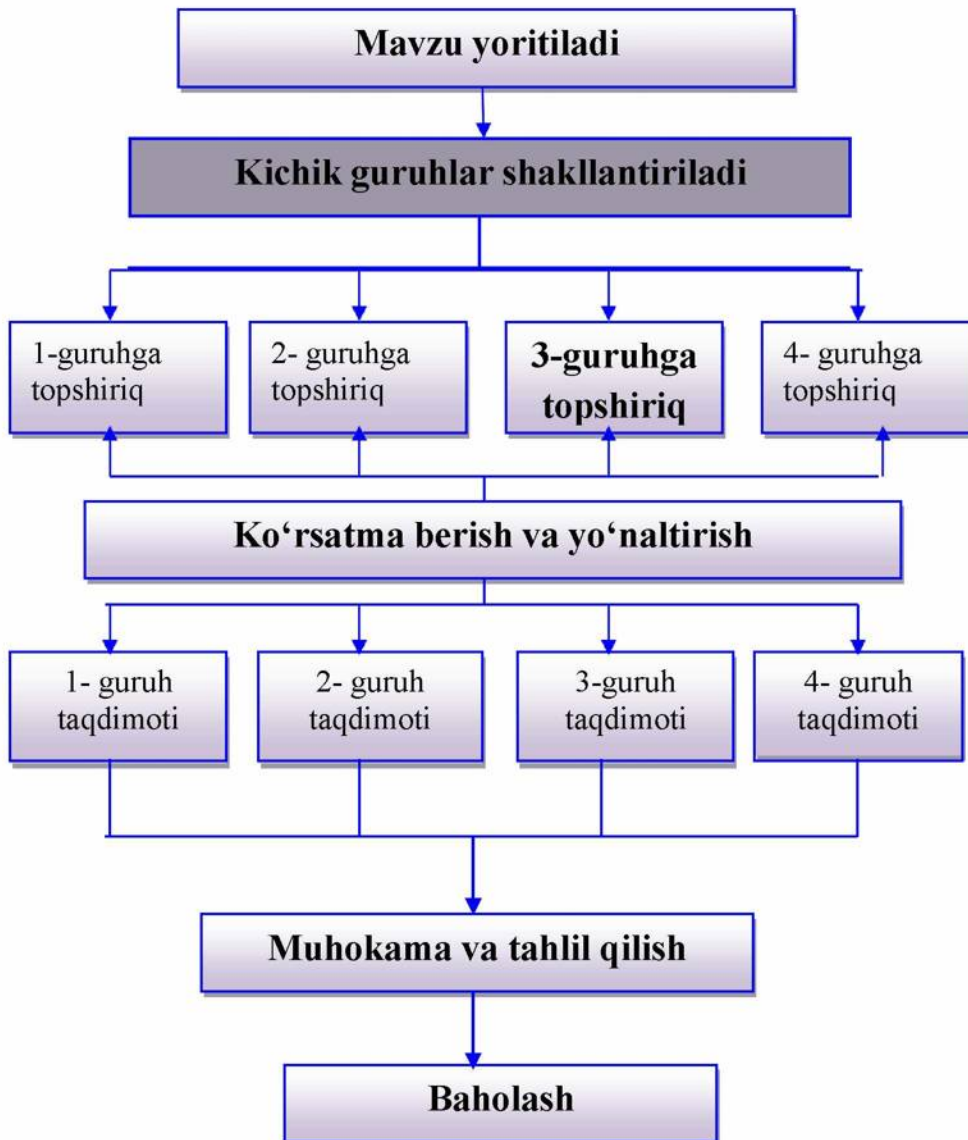 Mavzu yoritiladi
Kichik guruhlar shakllantiriladi
1-guruhga
topshiriq
2- guruhga
topshiriq
3-guruhga
topshiriq
4- guruhga
topshiriq
Ko‘rsatma berish va yo‘naltirish
1- guruh
taqdimoti
2- guruh
taqdimoti
3-guruh
taqdimoti
4- guruh
taqdimoti
Muhokama va tahlil qilish
Baholash